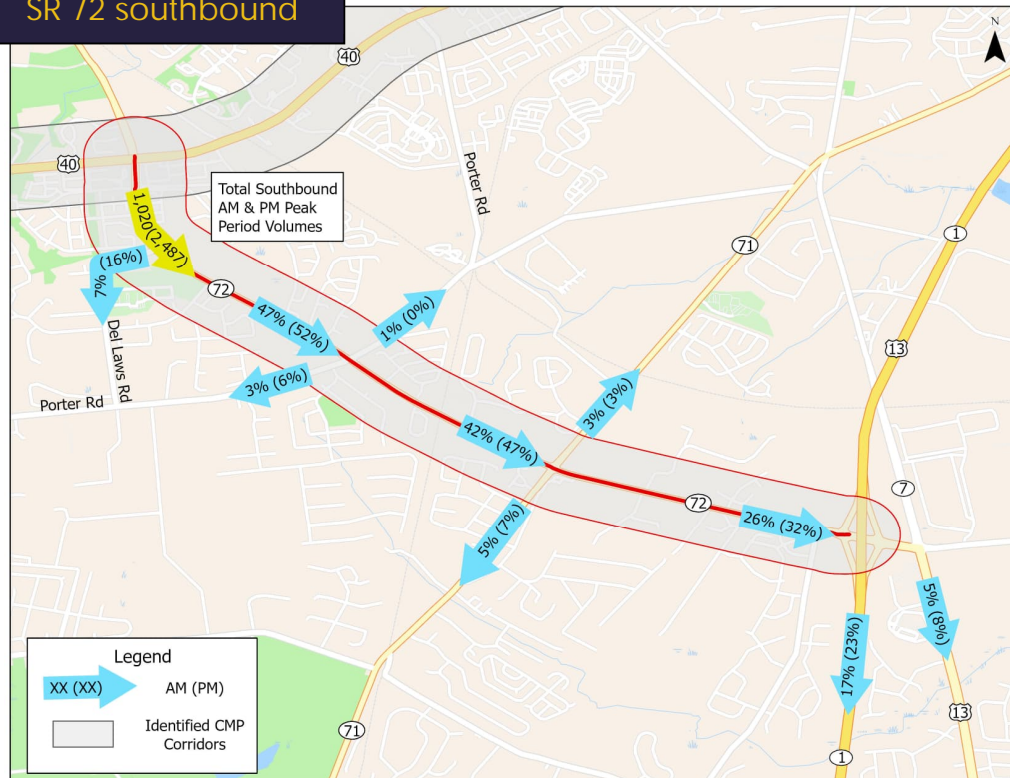 SR 72 southbound
N
40
40
Total Southbound
AM & PM Peak
Period Volumes
Porter Rd
1,020(2,487)
71
1
(16%)
7%
72
47% (52%)
1% (0%)
Del Laws Rd
13
3% (6%)
Porter Rd
3% (3%)
42% (47%)
72
7
26% (32%)
5% (7%)
5% (8%)
17% (23%)
Legend
XX (XX)
AM (PM)
Identified CMP
Corridors
71
13
1